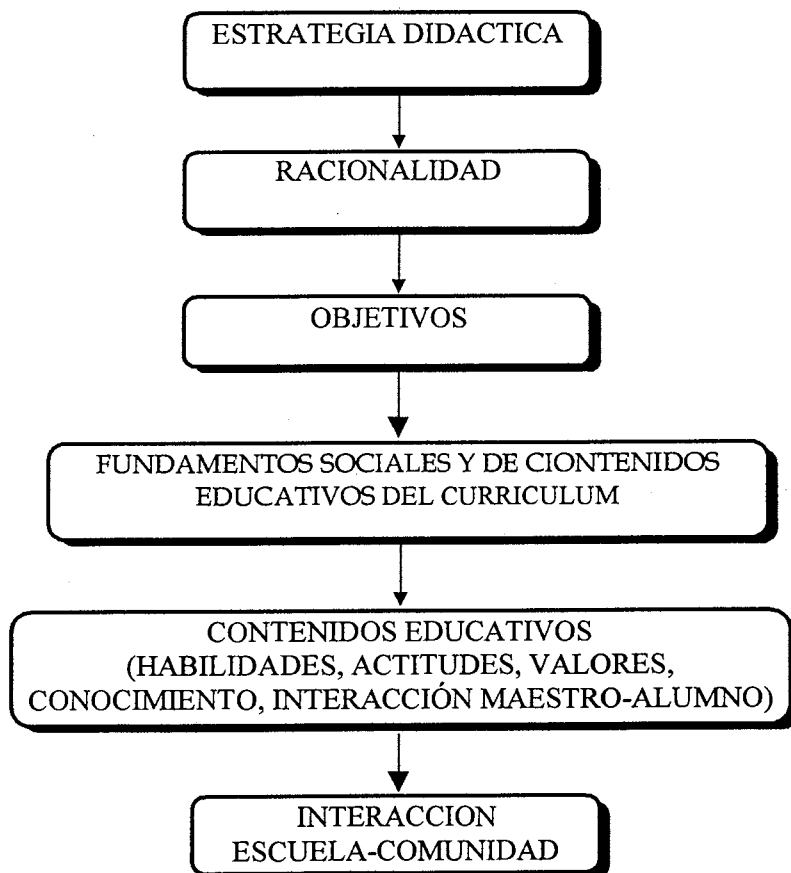 ESTRATEGIA DIDACTICA
RACIONALIDAD
OBJETIVOS
FUNDAMENTOS SOCIALES Y DE CIONTENIDOS
EDUCATIVOS DEL CURRICULUM
CONTENIDOS EDUCATIVOS
(HABILIDADES, ACTITUDES, VALORES,
CONOCIMIENTO, INTERACCIÓN MAESTRO-ALUMNO)
INTERACCION
ESCUELA-COMUNIDAD